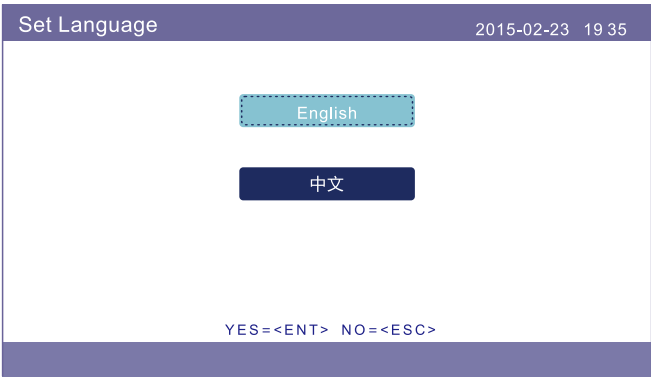 Set Language
2015-02-23 19 35
English
中文
YES=<ENT> NO=<ESC>